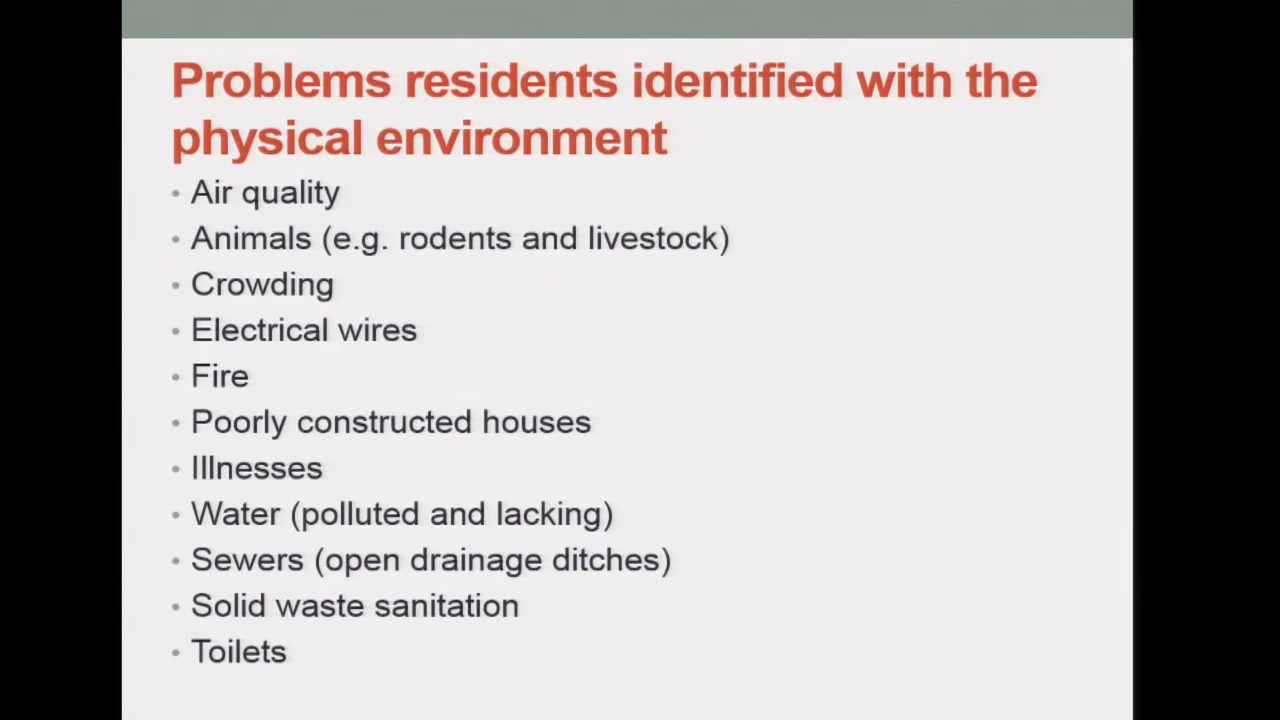 Problems residents identified with the
physical environment
• Air quality
• Animals (e.g. rodents and livestock)
• Crowding
• Electrical wires
• Fire
• Poorly constructed houses
• Illnesses
• Water (polluted and lacking)
• Sewers (open drainage ditches)
• Solid waste sanitation
• Toilets